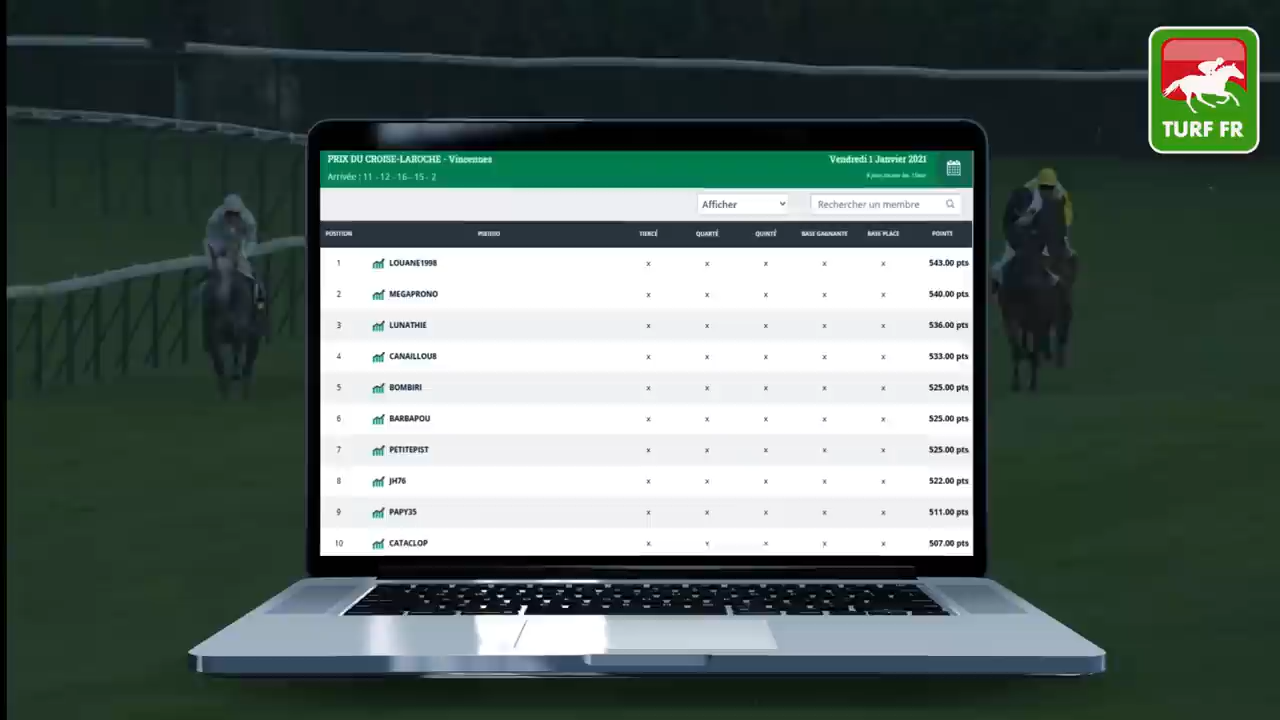 TURF FR
PRIX DU CROISE-LAROCHE - Vincennes
Vendredi 1 Janvier 2021
Arrivée : 11 - 12 - 16 - 15 - 2
Afficher
Rechercher un membre
POSITION PSEUDO TIERCÉ QUARTÉ QUINTÉ BASE GAGNANTE BASE PLACE POINTS
1 LOUANE1998 x x x x x 543.00 pts
2 MEGAPRONO x x x x x 540.00 pts
3 LUNATHIE x x x x x 536.00 pts
4 CANAILLOU8 x x x x x 533.00 pts
5 BOMBIRI x x x x x 525.00 pts
6 BARBAPOU x x x x x 525.00 pts
7 PETITEPIST x x x x x 525.00 pts
8 JH76 x x x x x 522.00 pts
9 PAPY35 x x x x x 511.00 pts
10 CATACLOP x x x x x 507.00 pts